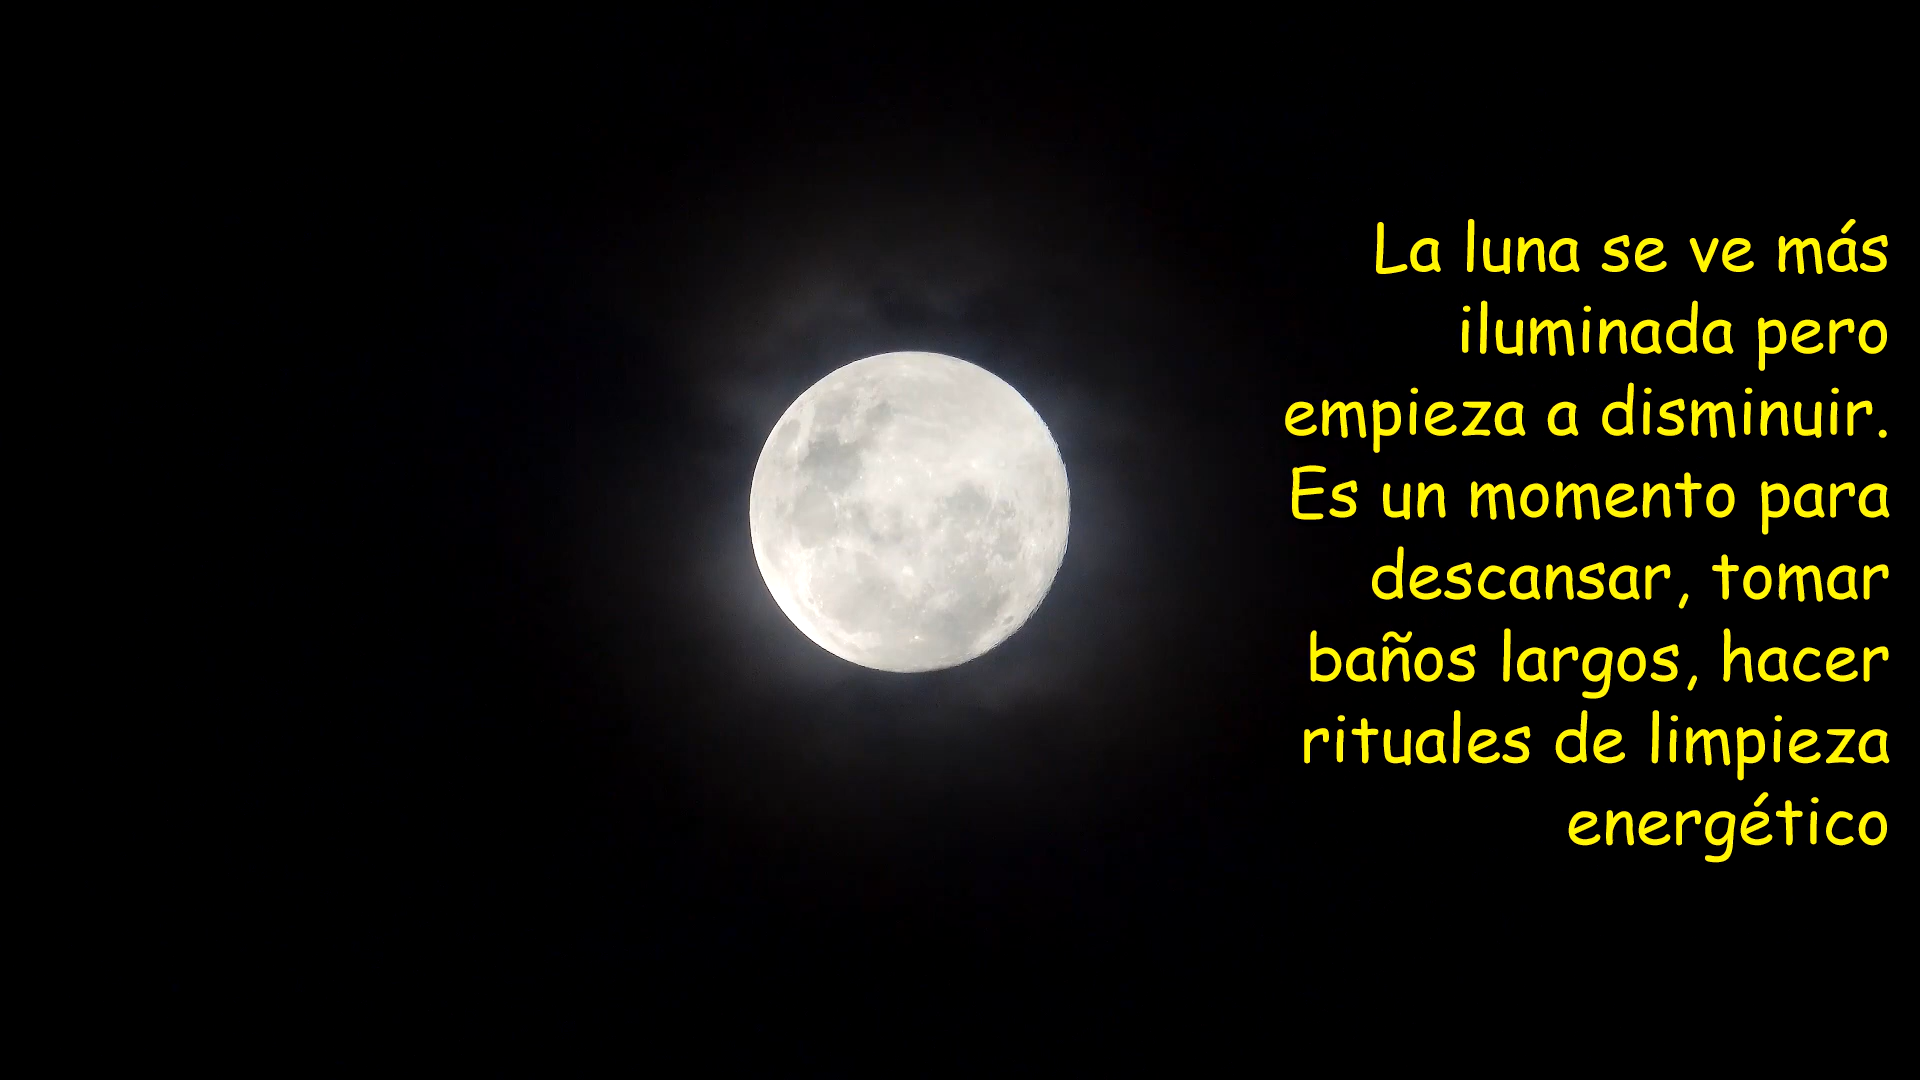 La luna se ve más
iluminada pero
empieza a disminuir.
Es un momento para
descansar, tomar
baños largos, hacer
rituales de limpieza
energético